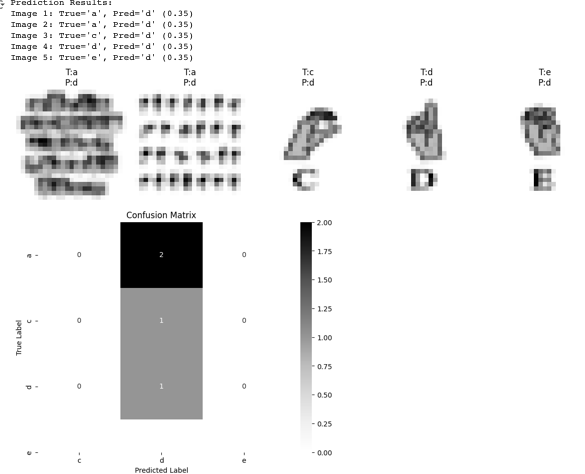 Prediction Results:
Image 1: True='a', Pred='d' (0.35)
Image 2: True='a', Pred='d' (0.35)
Image 3: True='c', Pred='d' (0.35)
Image 4: True='d', Pred='d' (0.35)
Image 5: True='e', Pred='d' (0.35)
T:a T:a T:c T:d T:e
P:d P:d P:d P:d P:d
C D E
Confusion Matrix
2.00
a 0 2 0
1.75
1.50
1.25
c 0 1 0
1.00
0.75
d 0 1 0
0.50
0.25
e
0.00
c d e
True Label
Predicted Label